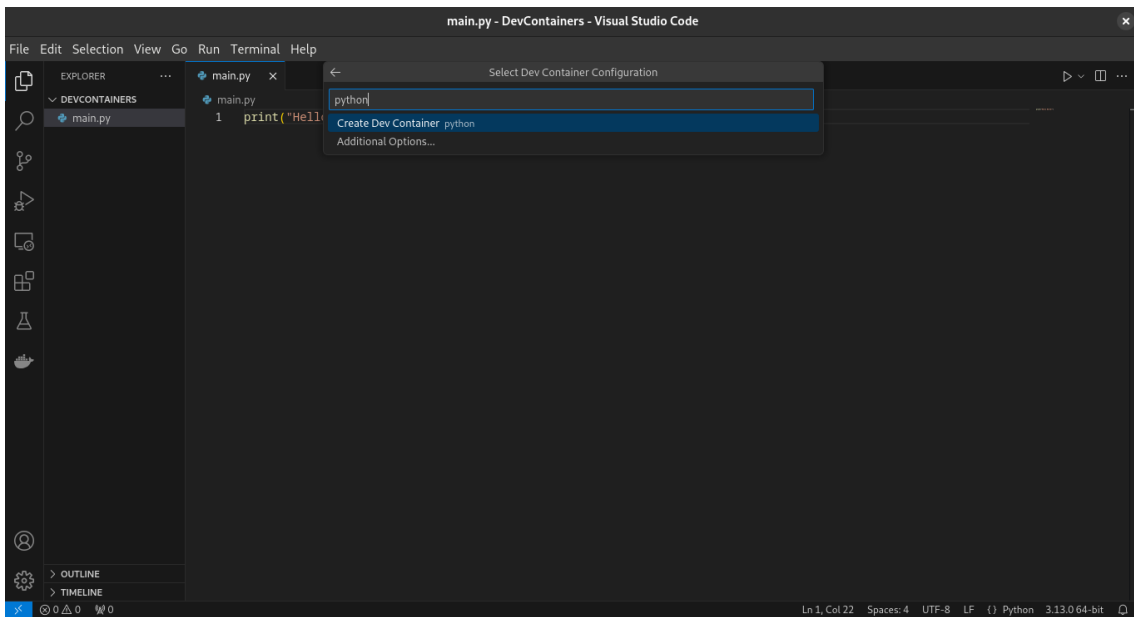 main.py - DevContainers - Visual Studio Code
File Edit Selection View Go Run Terminal Help
EXPLORER ...
DEVCONTAINERS
main.py
main.py
main.py
1 print("Hell
Select Dev Container Configuration
python
Create Dev Container python
Additional Options...
OUTLINE
TIMELINE
0 0 0
Ln 1, Col 22 Spaces: 4 UTF-8 LF {} Python 3.13.0 64-bit